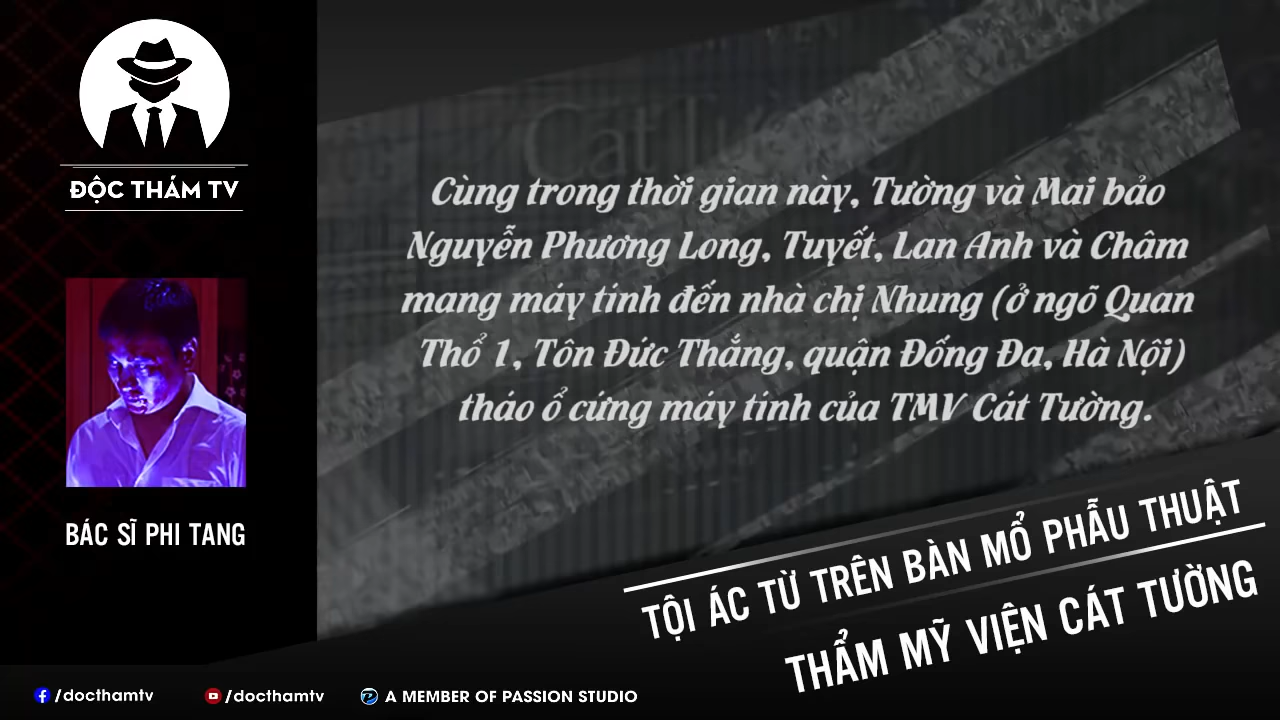 ĐỘC THÁM TV
BÁC SĨ PHI TANG
Cát
Cùng trong thời gian này, Tường và Mai bảo
Nguyễn Phương Long, Tuyết, Lan Anh và Châm
mang máy tính đến nhà chị Nhung (ở ngõ Quan
Thổ 1, Tôn Đức Thắng, quận Đống Đa, Hà Nội)
tháo ổ cứng máy tính của TMV Cát Tường.
TỘI ÁC TỪ TRÊN BÀN MỔ PHẪU THUẬT
THẨM MỸ VIỆN CÁT TƯỜNG
/docthamtv
/docthamtv
A MEMBER OF PASSION STUDIO